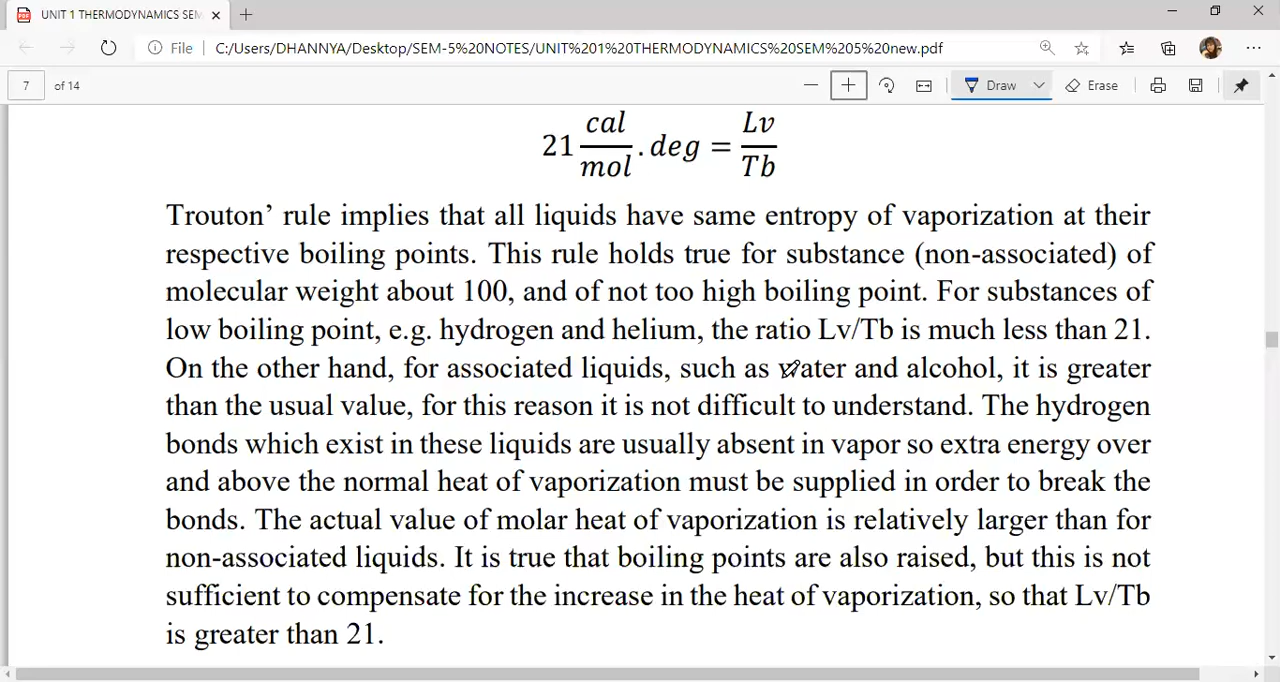 UNIT 1 THERMODYNAMICS SEM
File
C:/Users/DHANNYA/Desktop/SEM-5%20NOTES/UNIT%201%20THERMODYNAMICS%20SEM%205%20new.pdf
7 of 14
Draw
Erase
21 cal/mol . deg = Lv/Tb
Trouton’ rule implies that all liquids have same entropy of vaporization at their
respective boiling points. This rule holds true for substance (non-associated) of
molecular weight about 100, and of not too high boiling point. For substances of
low boiling point, e.g. hydrogen and helium, the ratio Lv/Tb is much less than 21.
On the other hand, for associated liquids, such as water and alcohol, it is greater
than the usual value, for this reason it is not difficult to understand. The hydrogen
bonds which exist in these liquids are usually absent in vapor so extra energy over
and above the normal heat of vaporization must be supplied in order to break the
bonds. The actual value of molar heat of vaporization is relatively larger than for
non-associated liquids. It is true that boiling points are also raised, but this is not
sufficient to compensate for the increase in the heat of vaporization, so that Lv/Tb
is greater than 21.